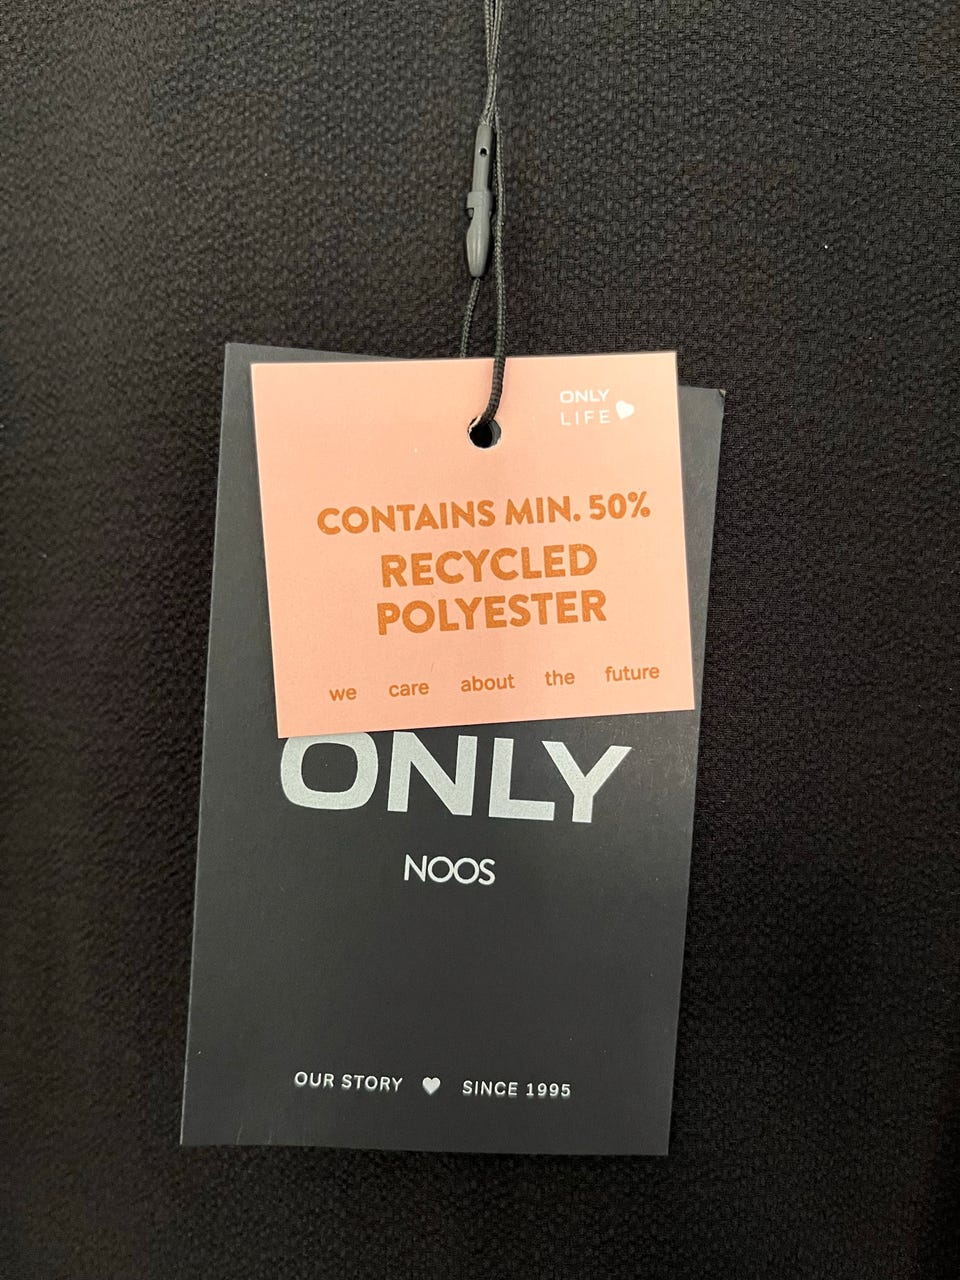 ONLY
LIFE
CONTAINS MIN. 50%
RECYCLED
POLYESTER
we care about the future
ONLY
NOOS
OUR STORY ♥ SINCE 1995